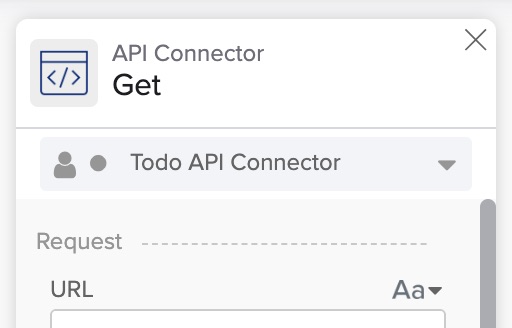 API Connector
Get
Todo API Connector
Request
URL
Aa